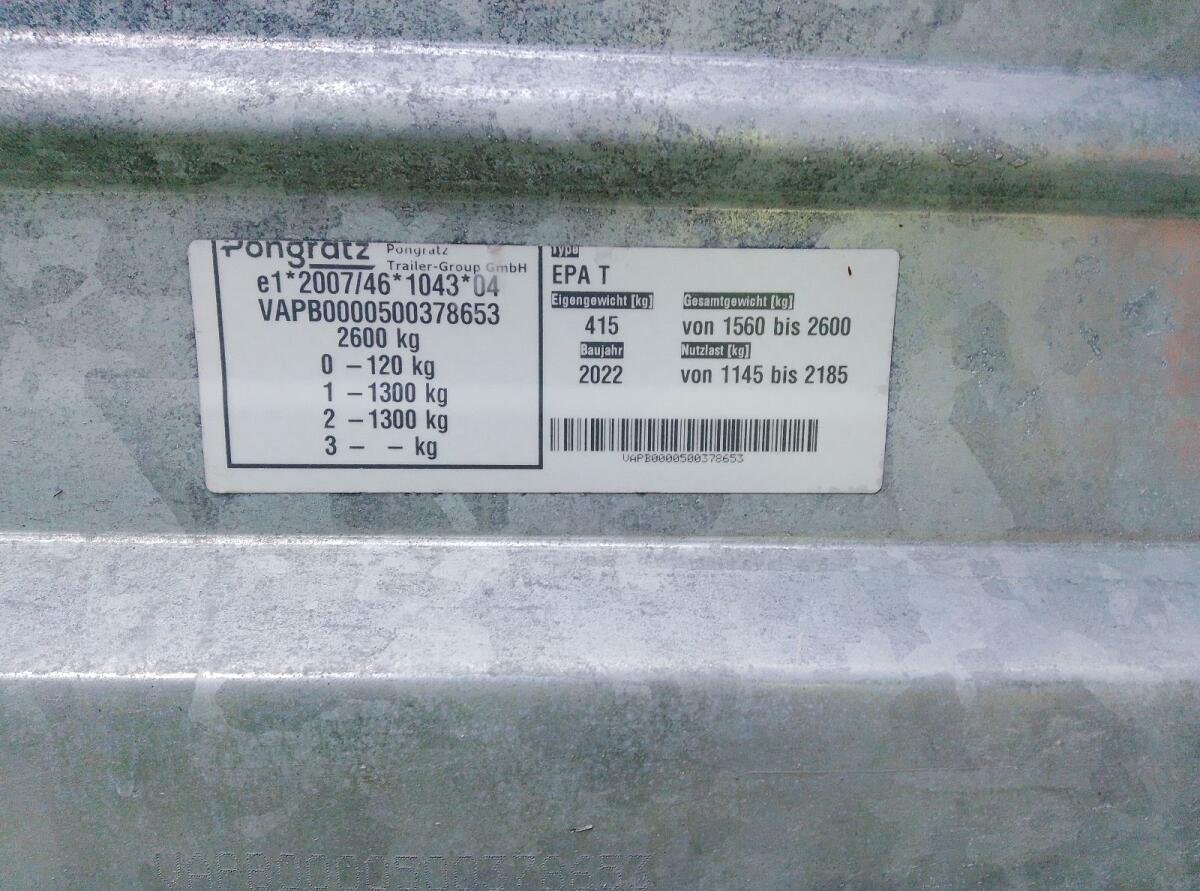 Pongratz Pongratz
Trailer-Group GmbH
e1*2007/46*1043*04
VAPB0000500378653
2600 kg
0 – 120 kg
1 – 1300 kg
2 – 1300 kg
3 – – kg
Type
EPA T
Eigengewicht [kg] Gesamtgewicht [kg]
415 von 1560 bis 2600
Baujahr Nutzlast [kg]
2022 von 1145 bis 2185
VAPB0000500378653
VAPB0000500378653